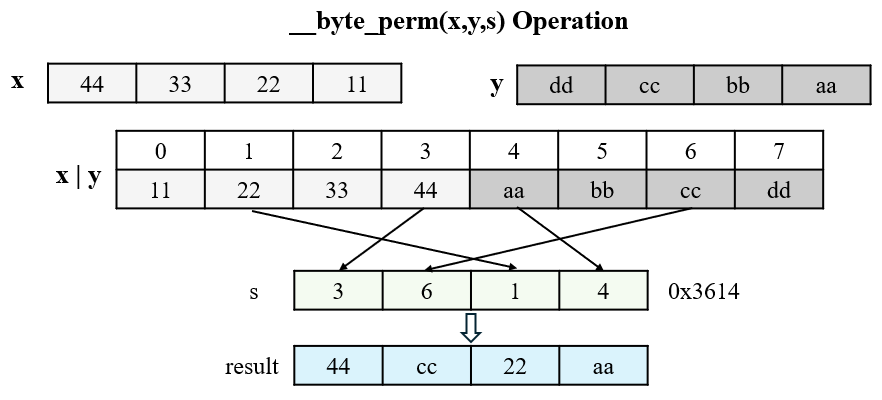 __byte_perm(x,y,s) Operation
x 44 33 22 11 y dd cc bb aa
0 1 2 3 4 5 6 7
x | y
11 22 33 44 aa bb cc dd
s 3 6 1 4 0x3614
result 44 cc 22 aa